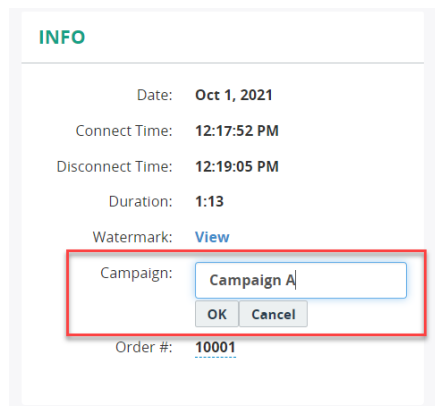 INFO
Date: Oct 1, 2021
Connect Time: 12:17:52 PM
Disconnect Time: 12:19:05 PM
Duration: 1:13
Watermark: View
Campaign: Campaign A
OK Cancel
Order #: 10001